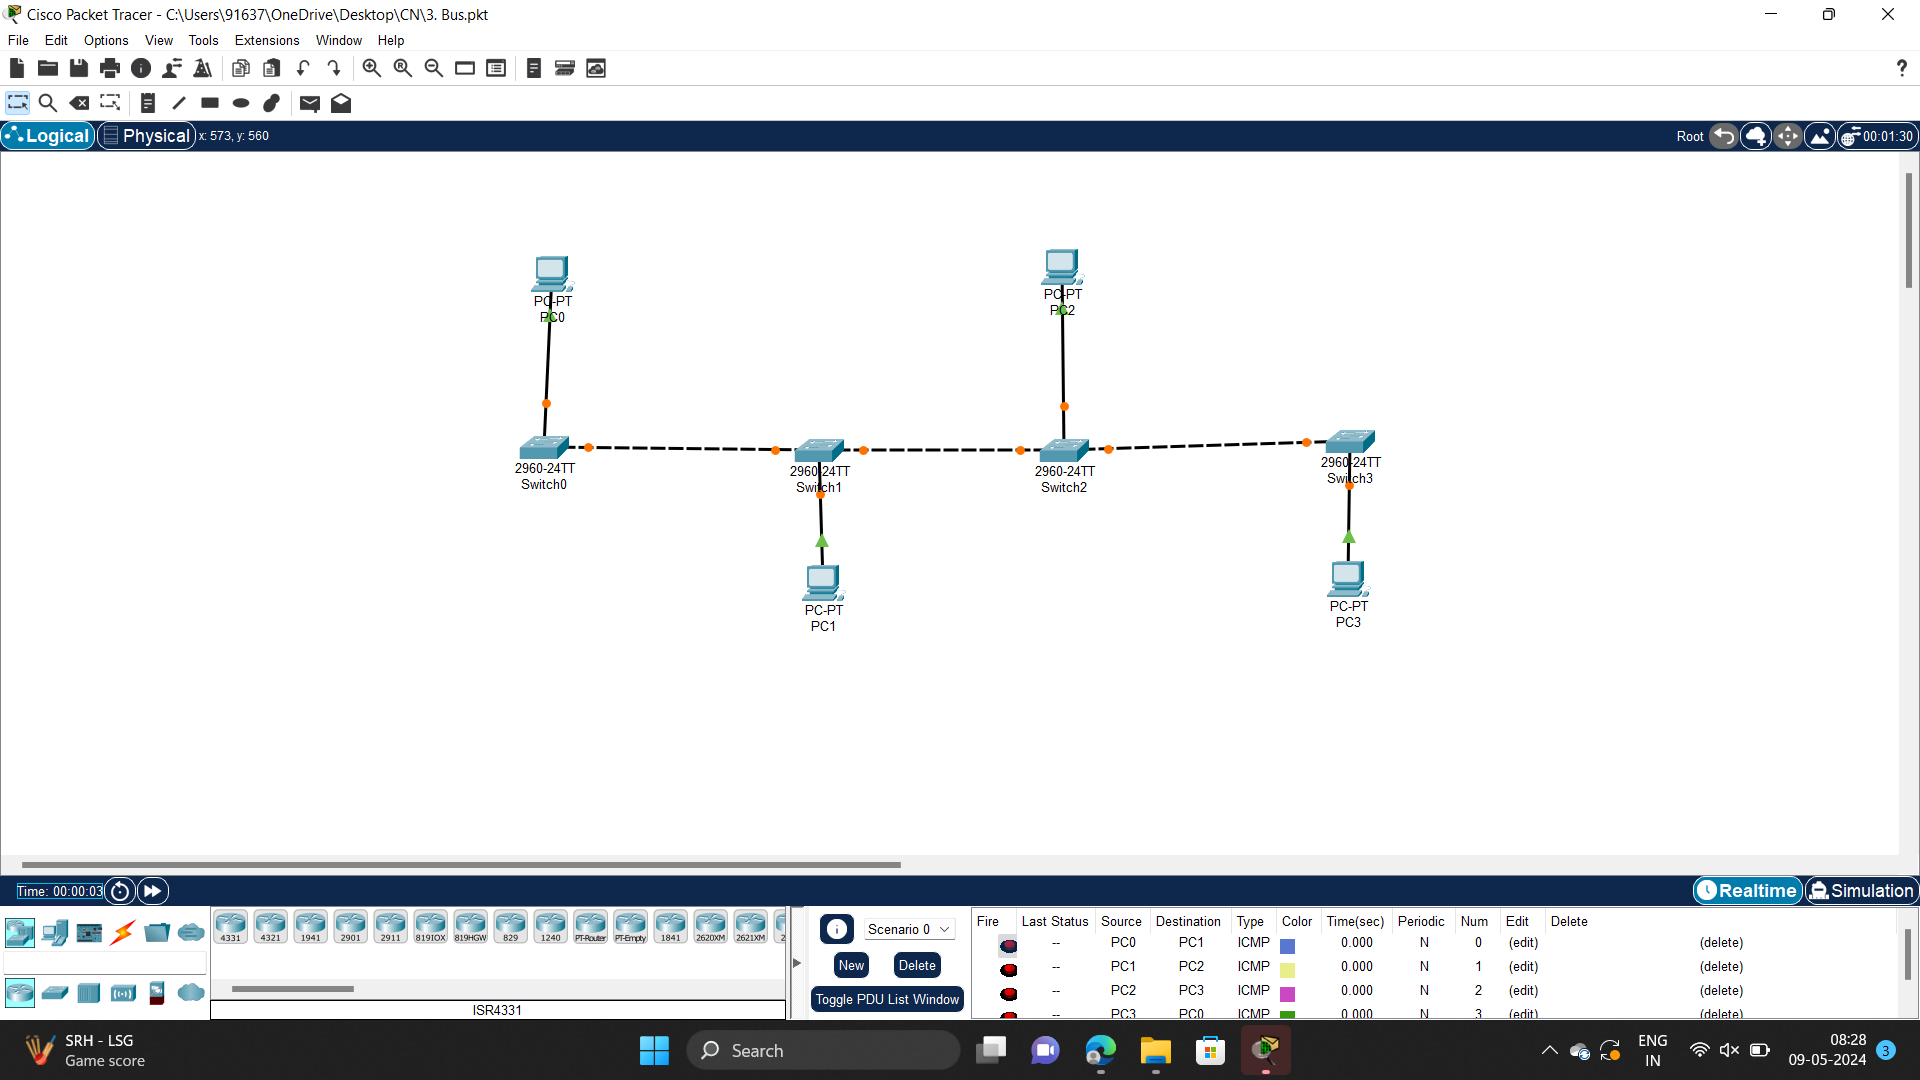 Cisco Packet Tracer - C:\Users\91637\OneDrive\Desktop\CN\3. Bus.pkt
File Edit Options View Tools Extensions Window Help
?
Logical Physical x: 573, y: 560 Root 00:01:30
PC-PT
PC0
PC-PT
PC2
2960-24TT
Switch0
2960-24TT
Switch1
2960-24TT
Switch2
2960-24TT
Switch3
PC-PT
PC1
PC-PT
PC3
Time: 00:00:03 Realtime Simulation
4331 4321 1941 2901 2911 819IOX 819HGW 829 1240 PT-Router PT-Empty 1841 2620XM 2621XM 2
ISR4331
Scenario 0
New Delete
Toggle PDU List Window
Fire Last Status Source Destination Type Color Time(sec) Periodic Num Edit Delete
-- PC0 PC1 ICMP 0.000 N 0 (edit) (delete)
-- PC1 PC2 ICMP 0.000 N 1 (edit) (delete)
-- PC2 PC3 ICMP 0.000 N 2 (edit) (delete)
-- PC3 PC0 ICMP 0.000 N 3 (edit) (delete)
SRH - LSG
Game score
Search
ENG
IN
08:28
09-05-2024
3